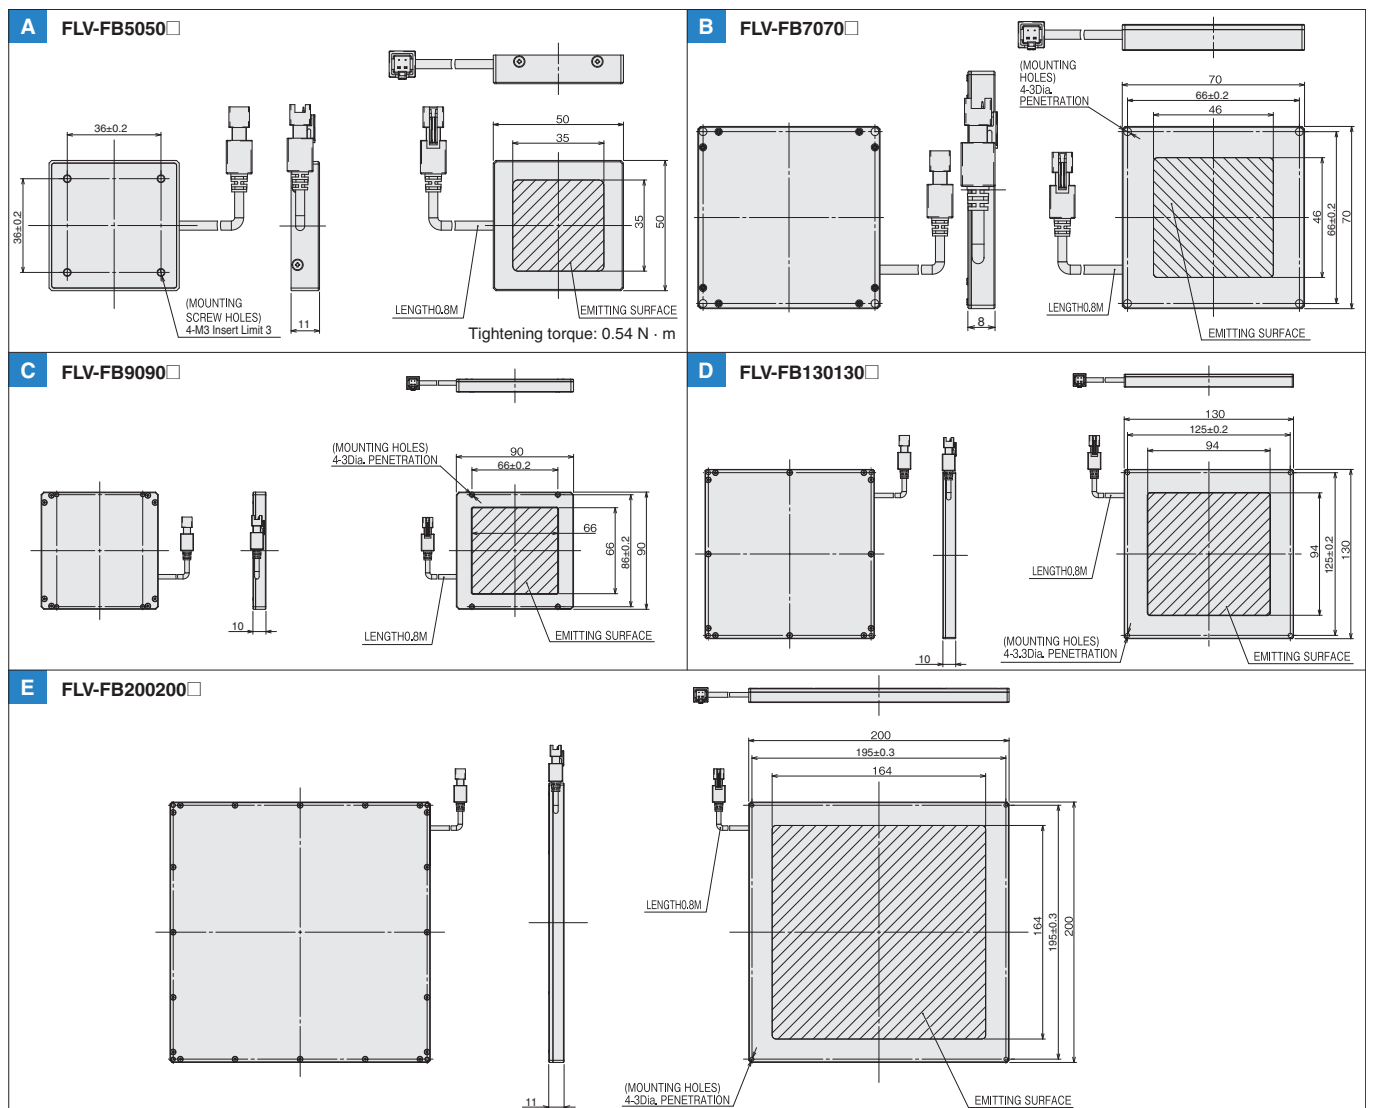 A FLV-FB5050□
36±0.2
36±0.2
(MOUNTING
SCREW HOLES)
4-M3 Insert Limit 3
11
50
35
35
50
LENGTH0.8M
EMITTING SURFACE
Tightening torque: 0.54 N · m
B FLV-FB7070□
(MOUNTING
HOLES)
4-3Dia.
PENETRATION
70
66±0.2
46
46
66±0.2
70
8
LENGTH0.8M
EMITTING SURFACE
C FLV-FB9090□
(MOUNTING HOLES)
4-3Dia. PENETRATION
90
66±0.2
66
66
86±0.2
90
10
LENGTH0.8M
EMITTING SURFACE
D FLV-FB130130□
130
125±0.2
94
94
125±0.2
130
10
LENGTH0.8M
(MOUNTING HOLES)
4-3.3Dia. PENETRATION
EMITTING SURFACE
E FLV-FB200200□
200
195±0.3
164
164
195±0.3
200
LENGTH0.8M
11
(MOUNTING HOLES)
4-3Dia. PENETRATION
EMITTING SURFACE